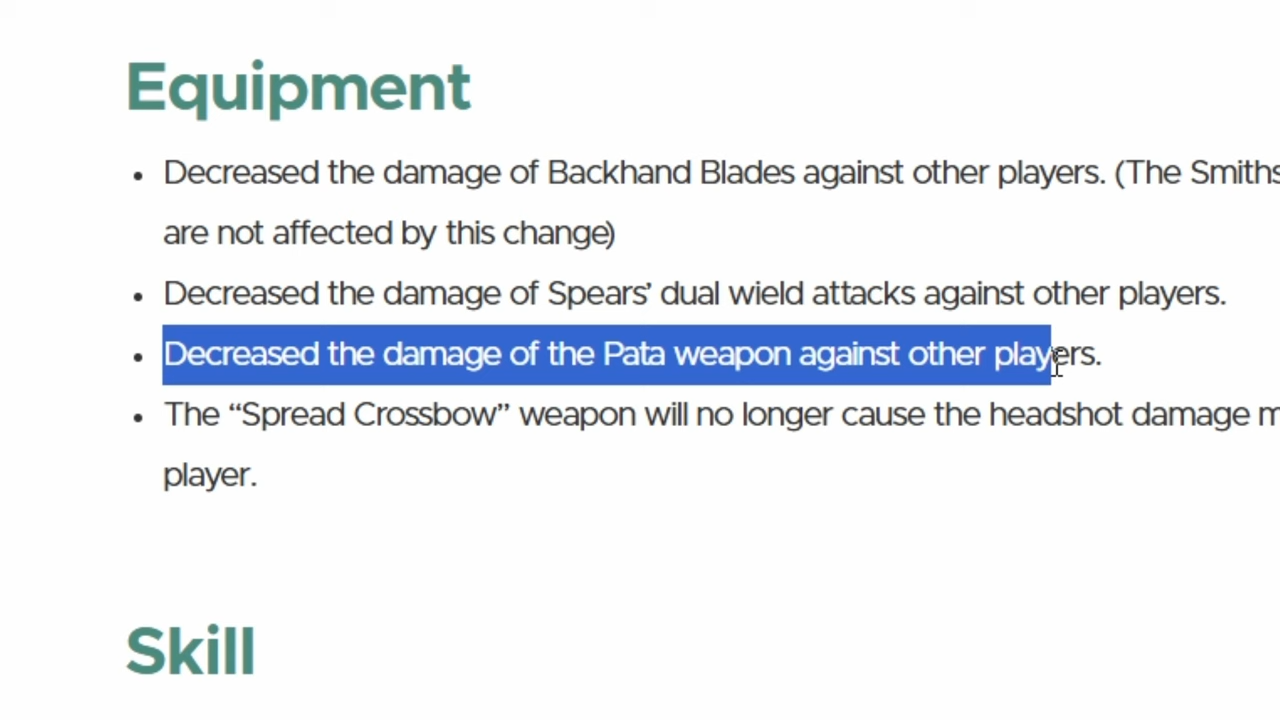 Equipment
• Decreased the damage of Backhand Blades against other players. (The Smiths
are not affected by this change)
• Decreased the damage of Spears’ dual wield attacks against other players.
• Decreased the damage of the Pata weapon against other players.
• The “Spread Crossbow” weapon will no longer cause the headshot damage
player.
Skill